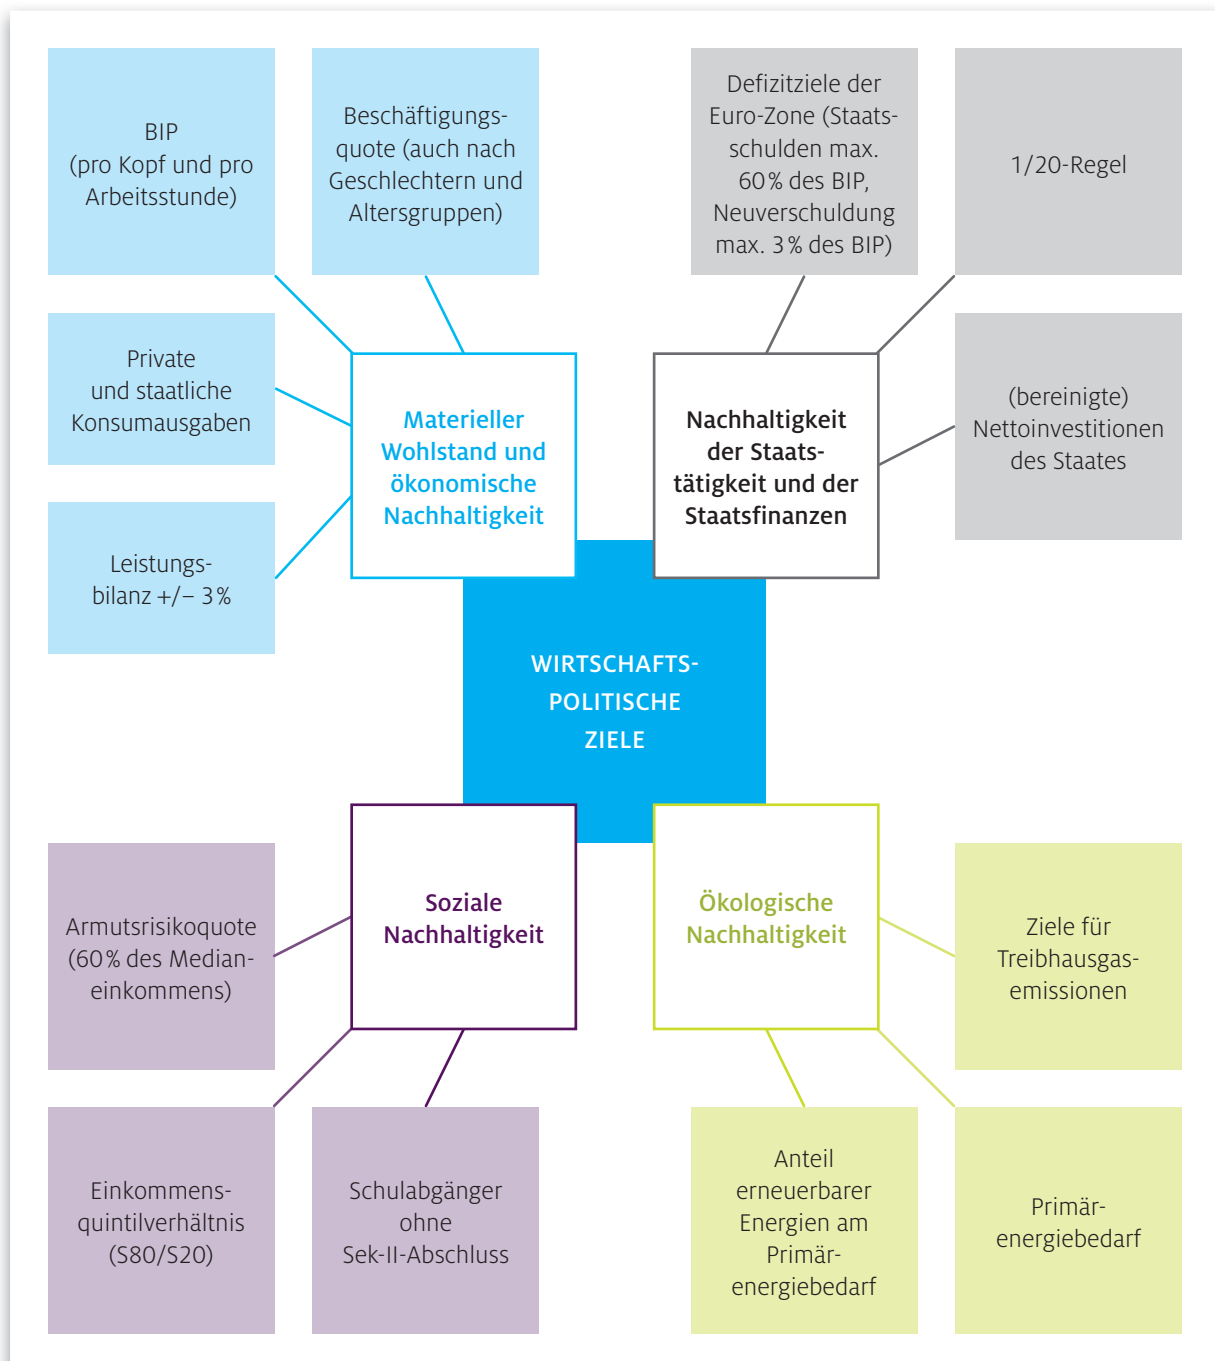 BIP
(pro Kopf und pro
Arbeitsstunde)
Beschäftigungs-
quote (auch nach
Geschlechtern und
Altersgruppen)
Defizitziele der
Euro-Zone (Staats-
schulden max.
60% des BIP,
Neuverschuldung
max. 3% des BIP)
1/20-Regel
Private
und staatliche
Konsumausgaben
Materieller
Wohlstand und
ökonomische
Nachhaltigkeit
Nachhaltigkeit
der Staats-
tätigkeit und der
Staatsfinanzen
(bereinigte)
Nettoinvestitionen
des Staates
Leistungs-
bilanz +/– 3%
WIRTSCHAFTS-
POLITISCHE
ZIELE
Armutsrisikoquote
(60% des Median-
einkommens)
Soziale
Nachhaltigkeit
Ökologische
Nachhaltigkeit
Ziele für
Treibhausgas-
emissionen
Einkommens-
quintilverhältnis
(S80/S20)
Schulabgänger
ohne
Sek-II-Abschluss
Anteil
erneuerbarer
Energien am
Primär-
energiebedarf
Primär-
energiebedarf